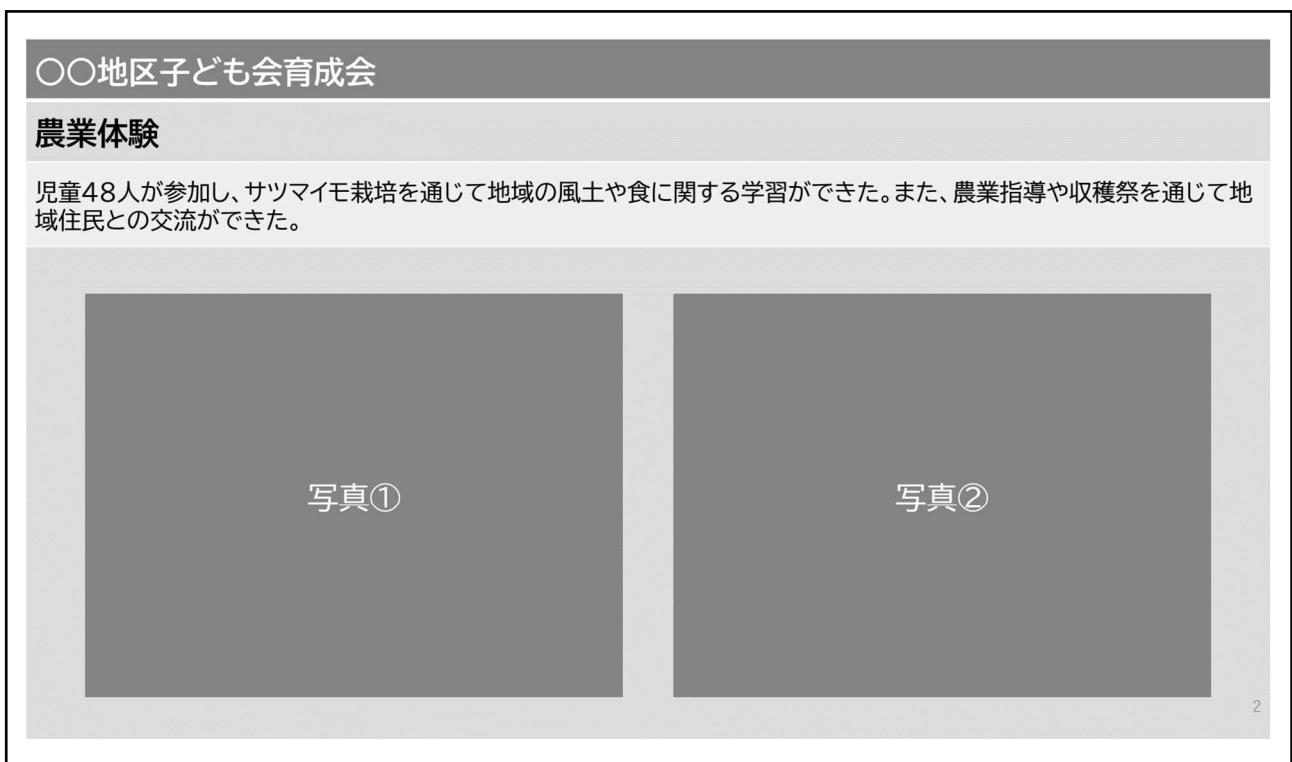 〇〇地区子ども会育成会
農業体験
児童48人が参加し、サツマイモ栽培を通じて地域の風土や食に関する学習ができた。また、農業指導や収穫祭を通じて地
域住民との交流ができた。
写真①
写真②
2